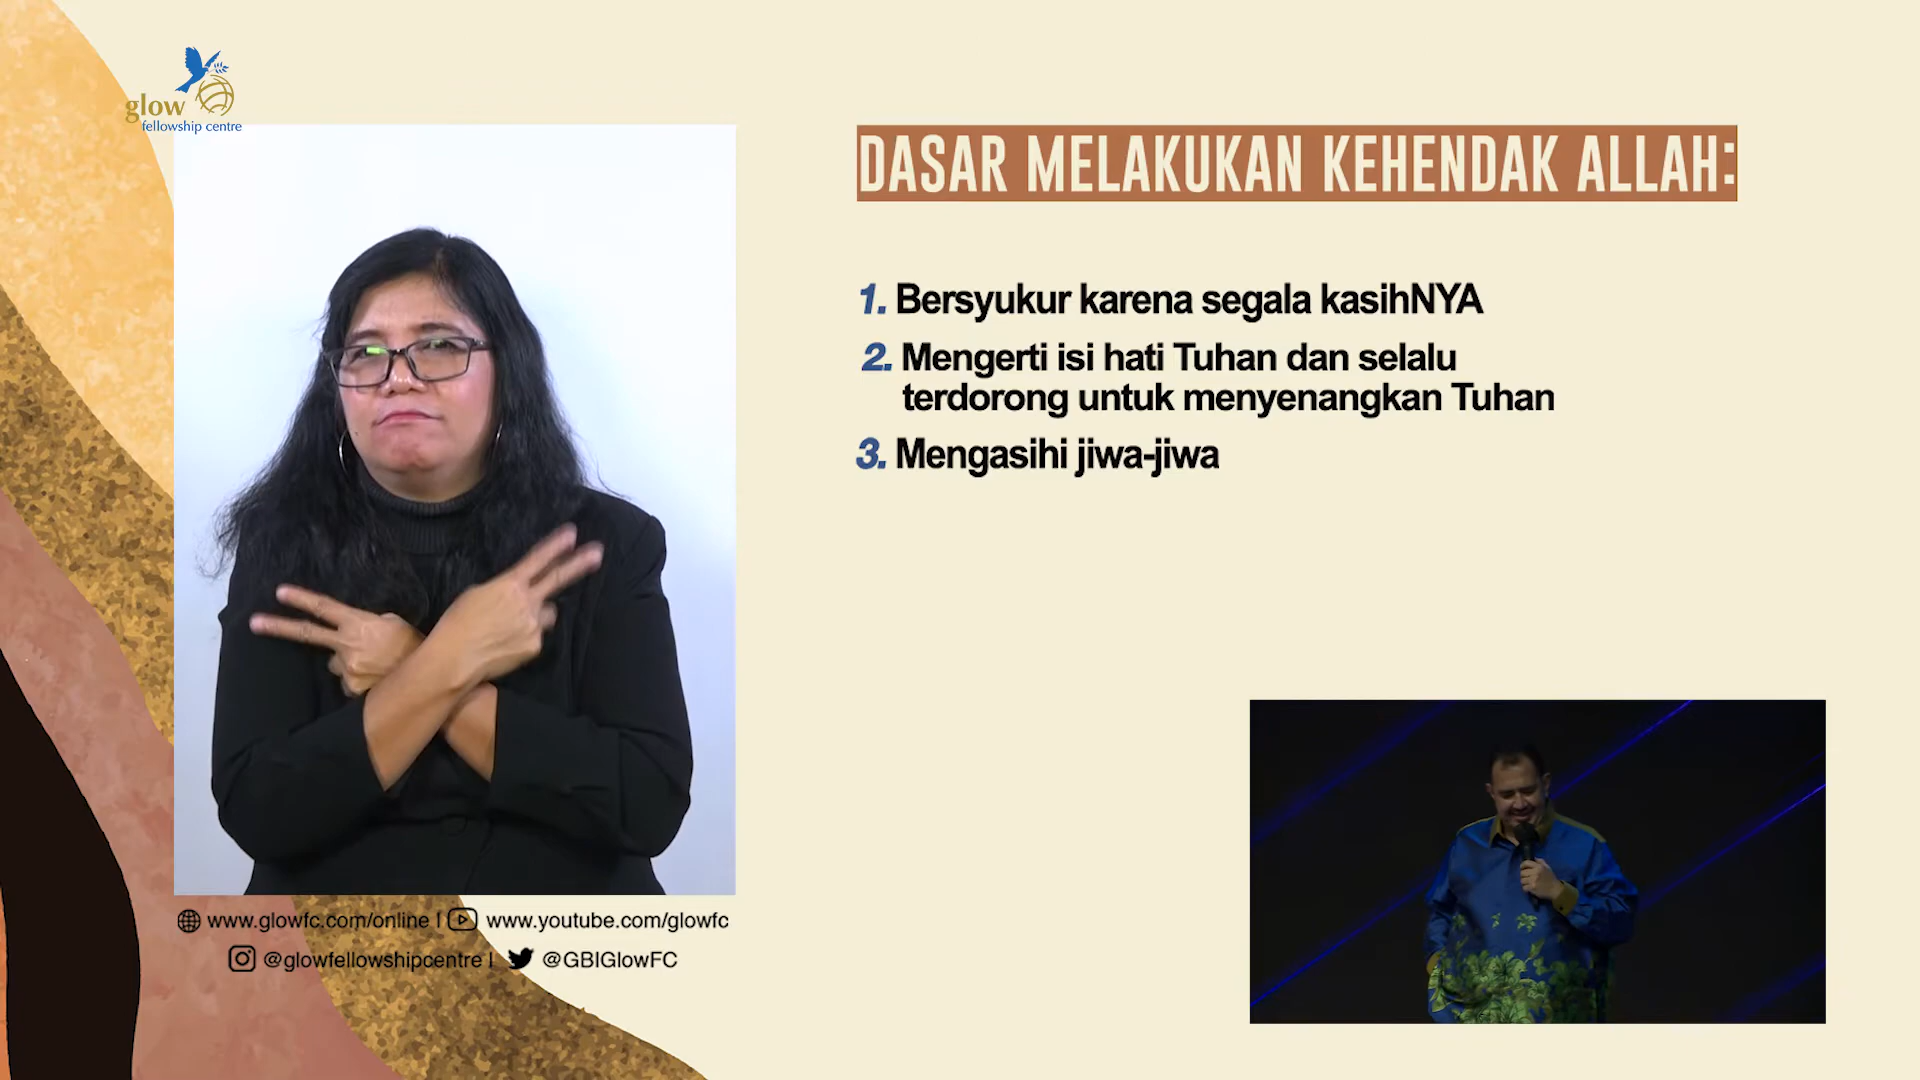 glow
fellowship centre
DASAR MELAKUKAN KEHENDAK ALLAH:
1. Bersyukur karena segala kasihNYA
2. Mengerti isi hati Tuhan dan selalu
terdorong untuk menyenangkan Tuhan
3. Mengasihi jiwa-jiwa
www.glowfc.com/online | www.youtube.com/glowfc
@glowfellowshipcentre | @GBIGlowFC